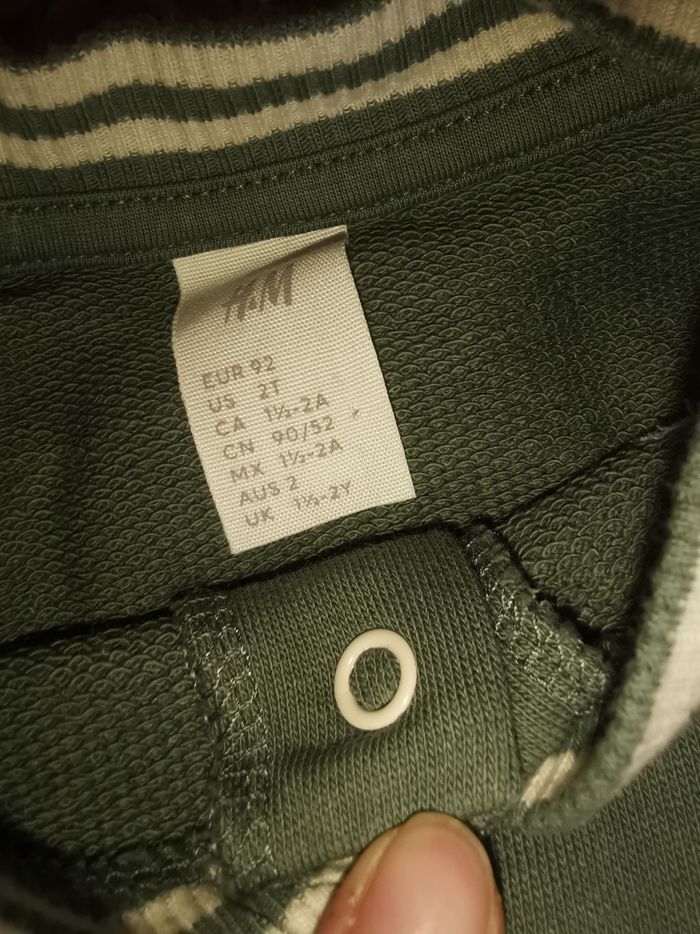 H&M
EUR 92
US 2T
CA 1½-2A
CN 90/52
MX 1½-2A
AUS 2
UK 1½-2Y